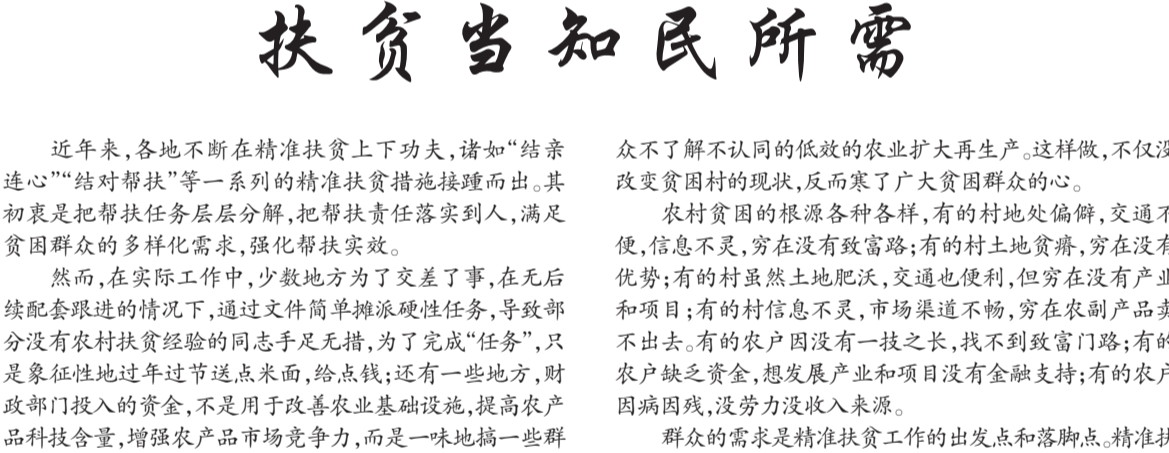 扶贫当知民所需
近年来,各地不断在精准扶贫上下功夫,诸如“结亲
连心”“结对帮扶”等一系列的精准扶贫措施接踵而出。其
初衷是把帮扶任务层层分解,把帮扶责任落实到人,满足
贫困群众的多样化需求,强化帮扶实效。
然而,在实际工作中,少数地方为了交差了事,在无后
续配套跟进的情况下,通过文件简单摊派硬性任务,导致部
分没有农村扶贫经验的同志手足无措,为了完成“任务”,只
是象征性地过年过节送点米面,给点钱;还有一些地方,财
政部门投入的资金,不是用于改善农业基础设施,提高农产
品科技含量,增强农产品市场竞争力,而是一味地搞一些群
众不了解不认同的低效的农业扩大再生产。这样做,不仅没
改变贫困村的现状,反而寒了广大贫困群众的心。
农村贫困的根源各种各样,有的村地处偏僻,交通不
便,信息不灵,穷在没有致富路;有的村土地贫瘠,穷在没有
优势;有的村虽然土地肥沃,交通也便利,但穷在没有产业
和项目;有的村信息不灵,市场渠道不畅,穷在农副产品卖
不出去。有的农户因没有一技之长,找不到致富门路;有的
农户缺乏资金,想发展产业和项目没有金融支持;有的农户
因病因残,没劳力没收入来源。
群众的需求是精准扶贫工作的出发点和落脚点。精准扶